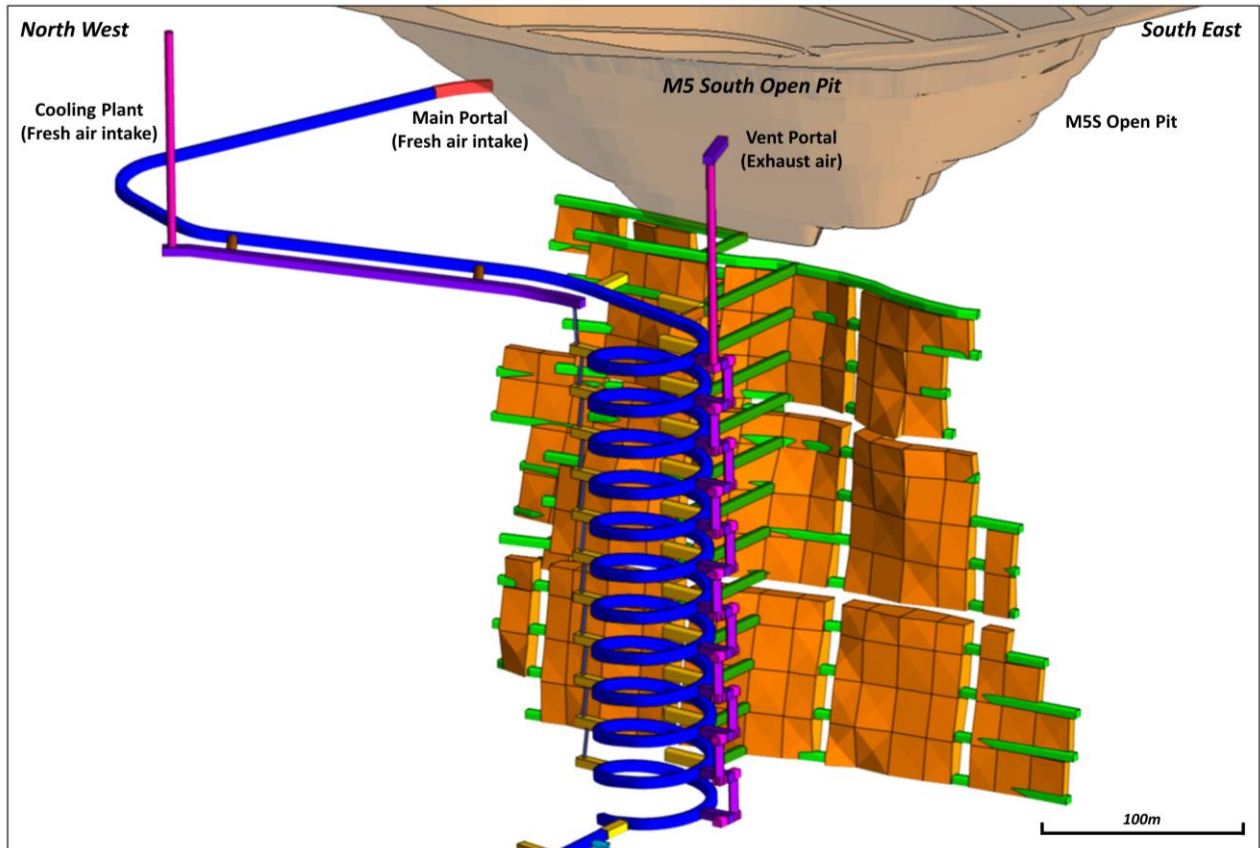 North West
South East
M5 South Open Pit
Cooling Plant
(Fresh air intake)
Main Portal
(Fresh air intake)
Vent Portal
(Exhaust air)
M5S Open Pit
100m